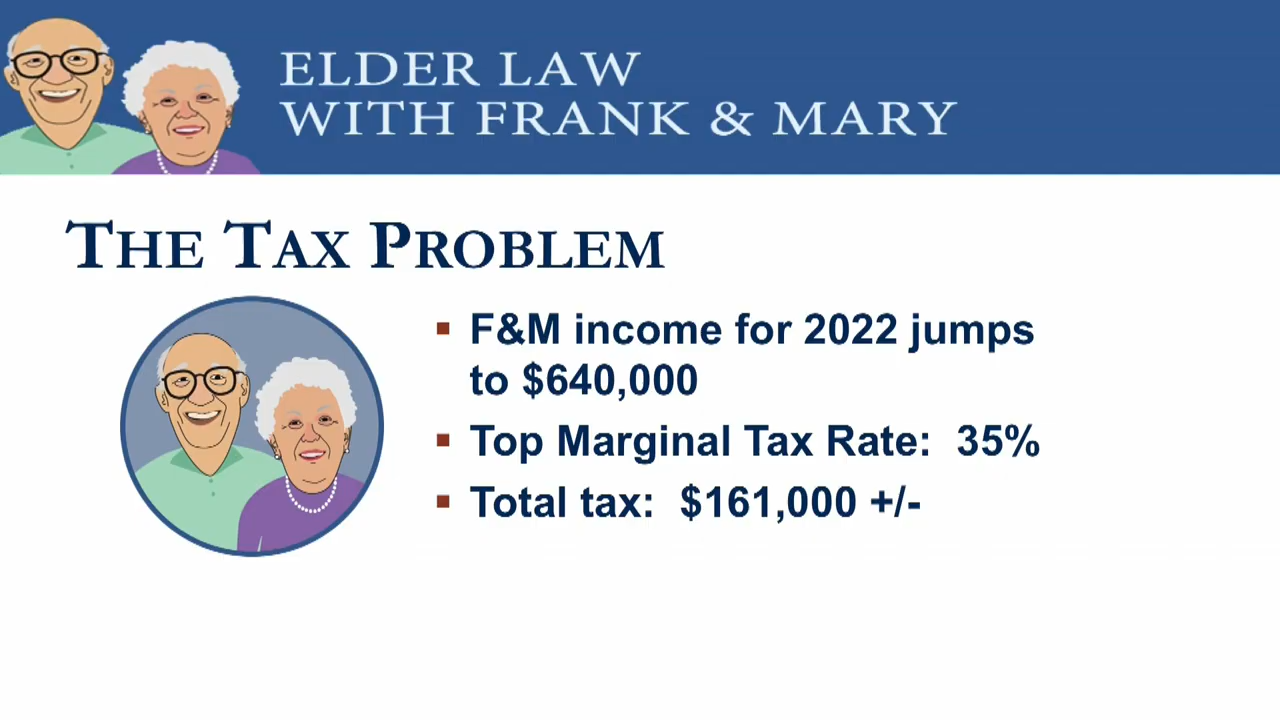 ELDER LAW
WITH FRANK & MARY
THE TAX PROBLEM
▪ F&M income for 2022 jumps
to $640,000
▪ Top Marginal Tax Rate: 35%
▪ Total tax: $161,000 +/-